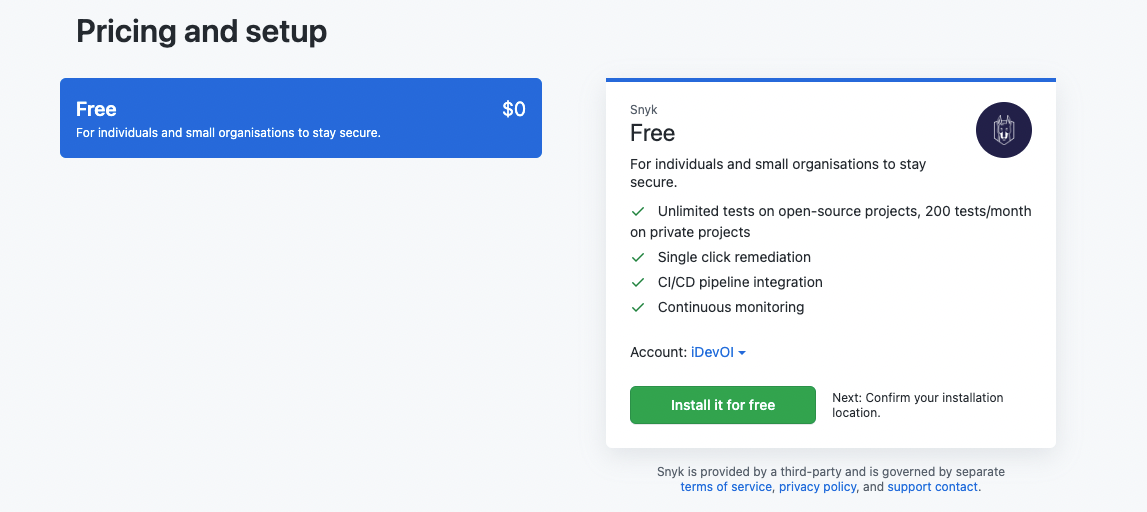 Pricing and setup
Free
$0
For individuals and small organisations to stay secure.
Snyk
Free
For individuals and small organisations to stay
secure.
Unlimited tests on open-source projects, 200 tests/month
on private projects
Single click remediation
CI/CD pipeline integration
Continuous monitoring
Account: iDevOI
Install it for free
Next: Confirm your installation
location.
Snyk is provided by a third-party and is governed by separate
terms of service, privacy policy, and support contact.